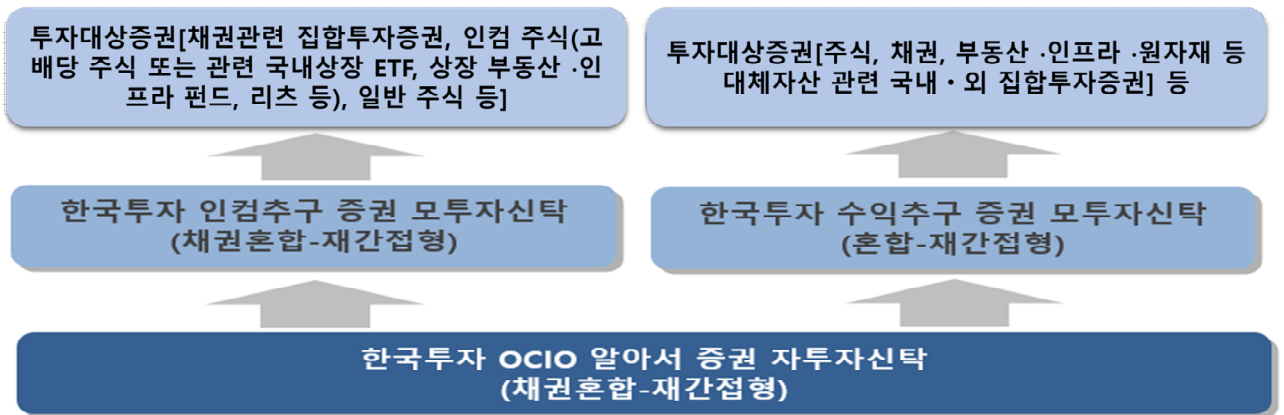 투자대상증권[채권관련 집합투자증권, 인컴 주식(고
배당 주식 또는 관련 국내상장 ETF, 상장 부동산 ·인
프라 펀드, 리츠 등), 일반 주식 등]
투자대상증권[주식, 채권, 부동산 ·인프라 ·원자재 등
대체자산 관련 국내·외 집합투자증권] 등
한국투자 인컴추구 증권 모투자신탁
(채권혼합-재간접형)
한국투자 수익추구 증권 모투자신탁
(혼합-재간접형)
한국투자 OCIO 알아서 증권 자투자신탁
(채권혼합-재간접형)